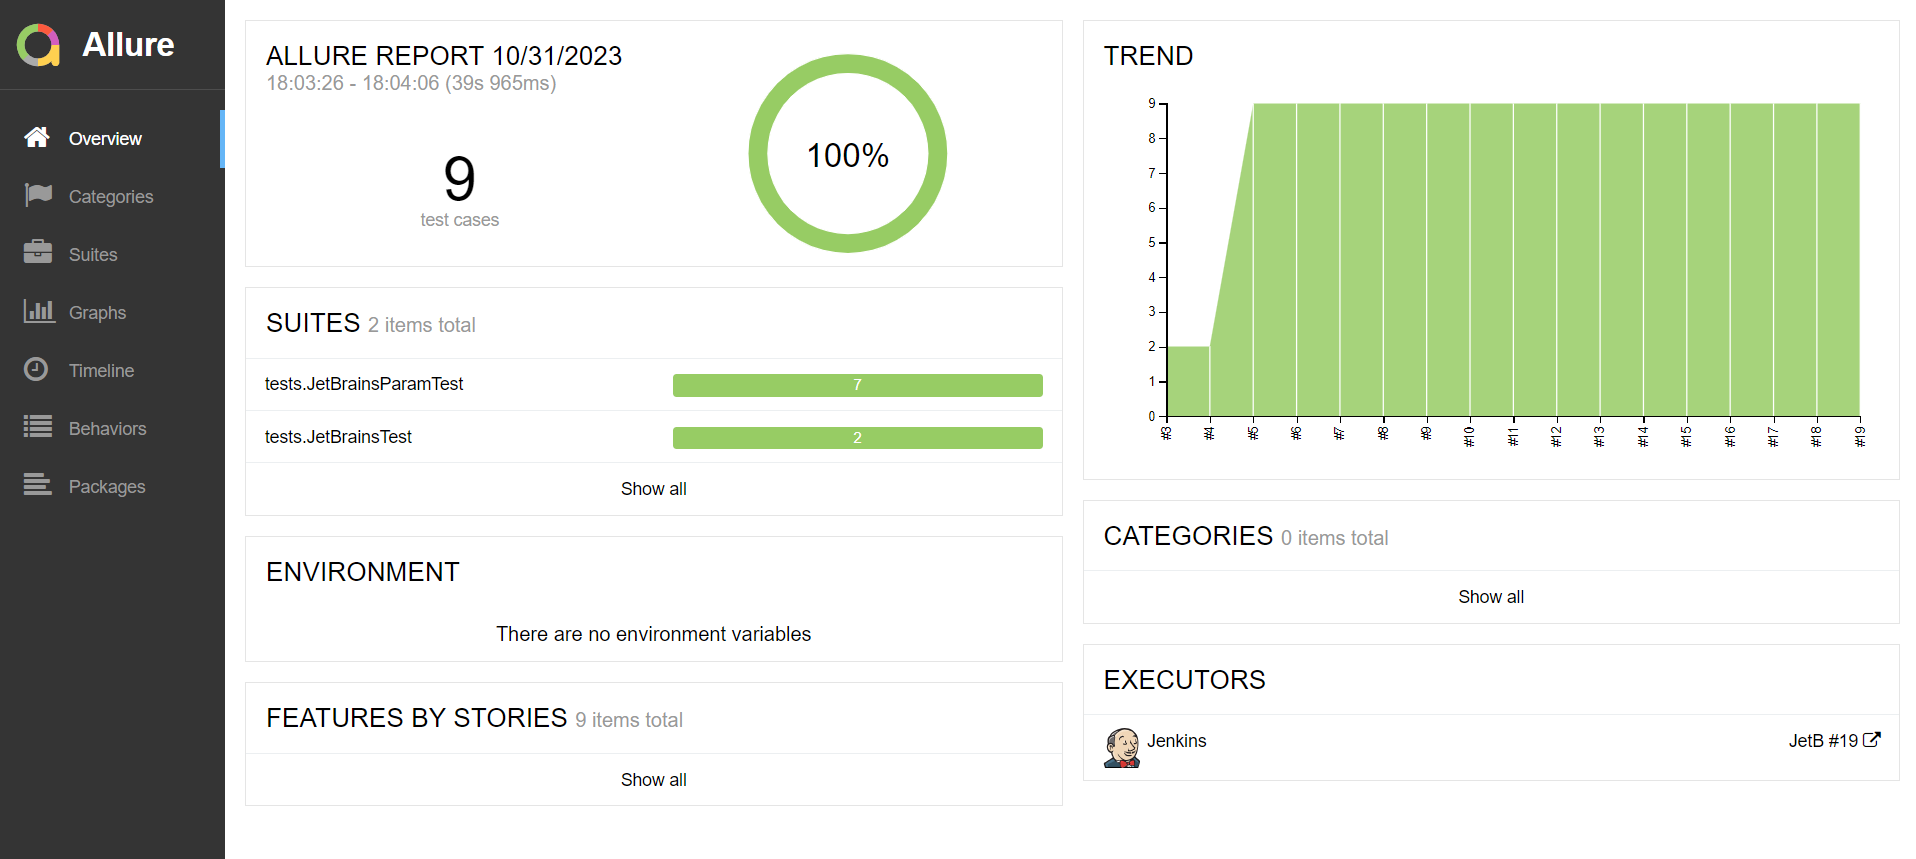 Allure
Overview
Categories
Suites
Graphs
Timeline
Behaviors
Packages
ALLURE REPORT 10/31/2023
18:03:26 - 18:04:06 (39s 965ms)
9
test cases
100%
SUITES 2 items total
tests.JetBrainsParamTest 7
tests.JetBrainsTest 2
Show all
ENVIRONMENT
There are no environment variables
FEATURES BY STORIES 9 items total
Show all
TREND
9
8
7
6
5
4
3
2
1
0
#3 #4 #5 #6 #7 #8 #9 #10 #11 #12 #13 #14 #15 #16 #17 #18 #19
CATEGORIES 0 items total
Show all
EXECUTORS
Jenkins JetB #19